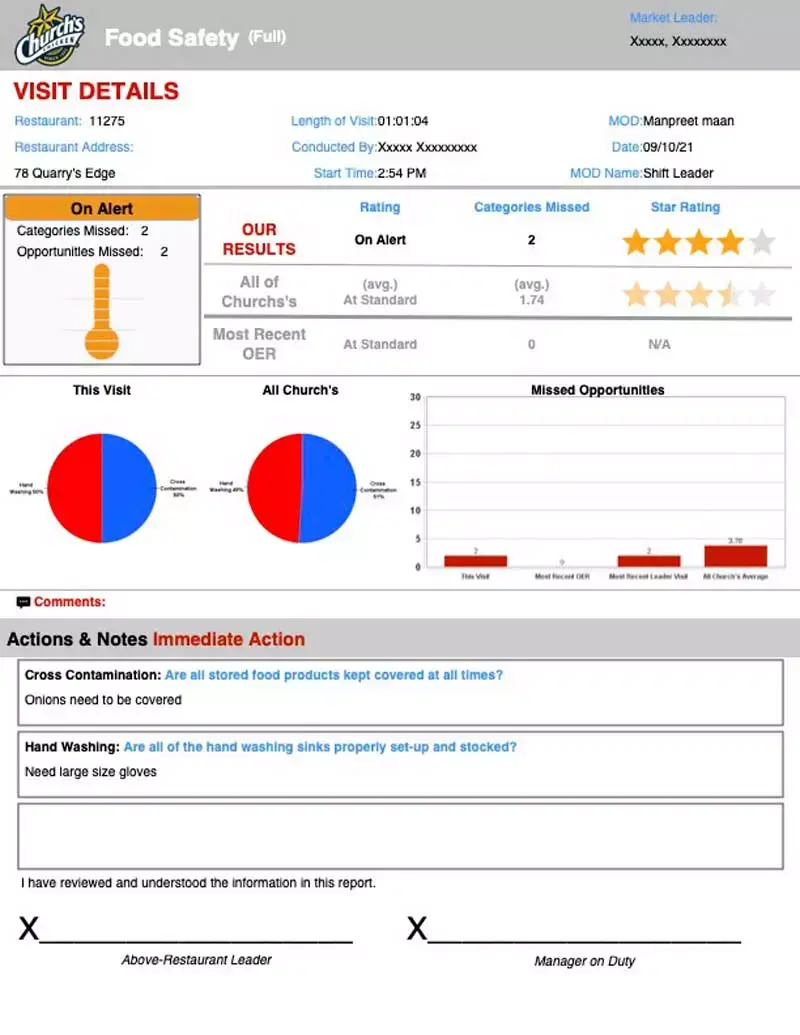 Church's
CHICKEN
SINCE 1952
Food Safety (Full)
Market Leader:
Xxxxx, Xxxxxxxx
VISIT DETAILS
Restaurant: 11275
Length of Visit:01:01:04
MOD:Manpreet maan
Restaurant Address:
Conducted By:Xxxxx Xxxxxxxxx
Date:09/10/21
78 Quarry's Edge
Start Time:2:54 PM
MOD Name:Shift Leader
On Alert
Categories Missed: 2
Opportunities Missed: 2
Rating
Categories Missed
Star Rating
OUR
RESULTS
On Alert
2
All of
Churchs's
(avg.)
At Standard
(avg.)
1.74
Most Recent
OER
At Standard
0
N/A
This Visit
Hand
Washing 50%
Cross
Contamination
50%
All Church's
Hand
Washing 49%
Cross
Contamination
51%
Missed Opportunities
30
25
20
15
10
5
0
2
0
2
3.70
This Visit
Most Recent OER
Most Recent Leader Visit
All Church's Average
Comments:
Actions & Notes Immediate Action
Cross Contamination: Are all stored food products kept covered at all times?
Onions need to be covered
Hand Washing: Are all of the hand washing sinks properly set-up and stocked?
Need large size gloves
I have reviewed and understood the information in this report.
X
X
Above-Restaurant Leader
Manager on Duty